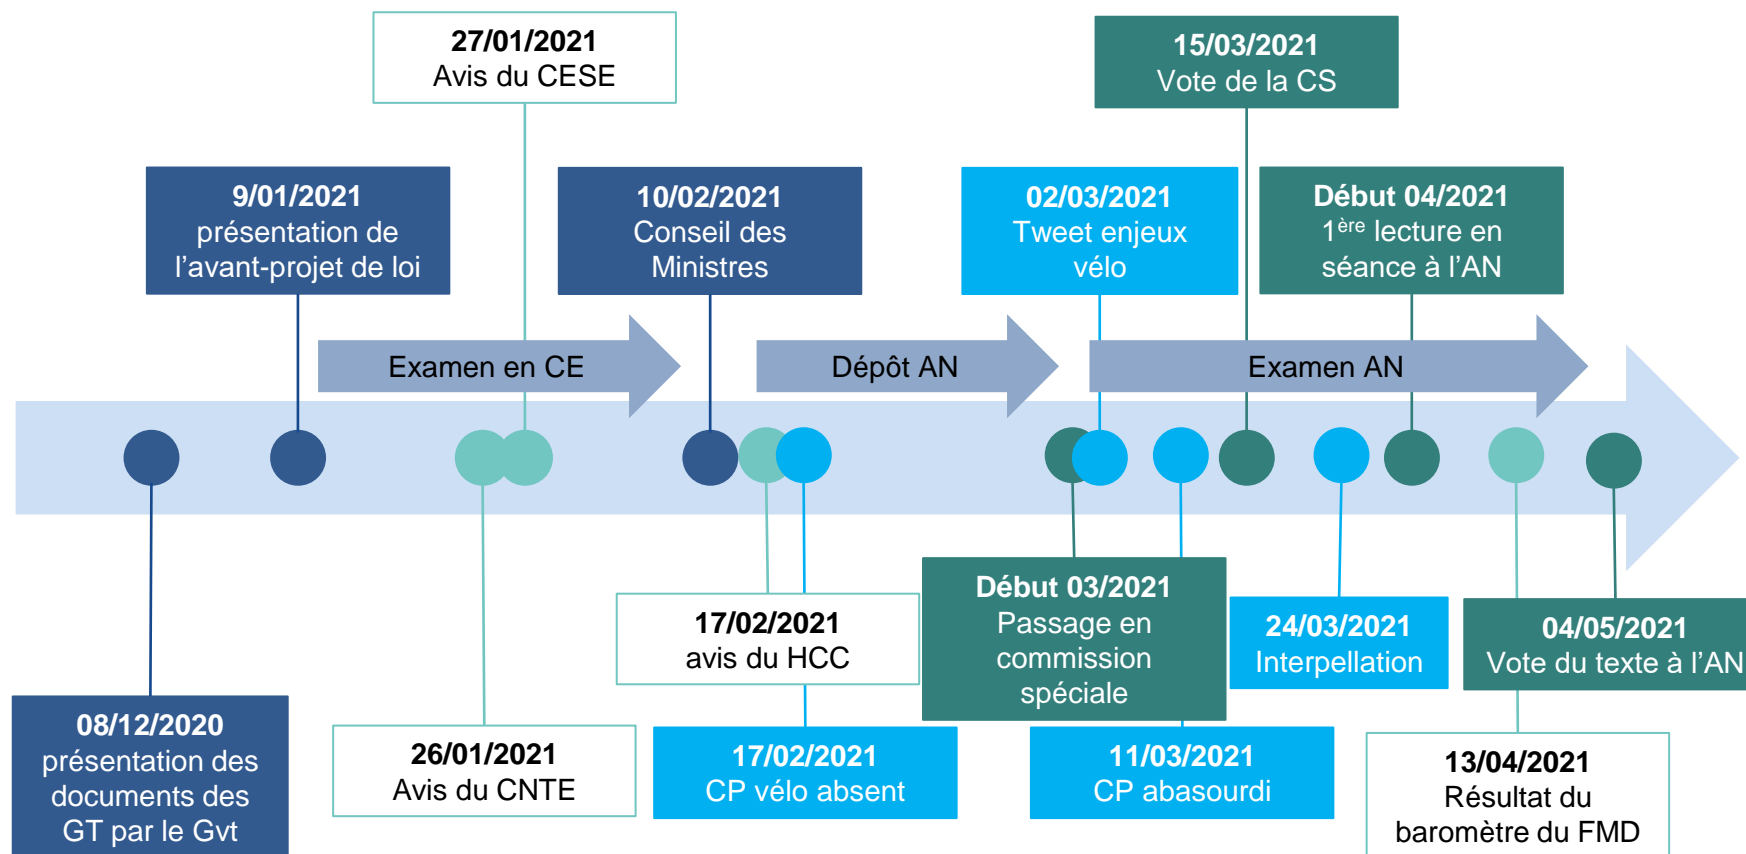 27/01/2021
Avis du CESE
15/03/2021
Vote de la CS
9/01/2021
présentation de
l’avant-projet de loi
10/02/2021
Conseil des
Ministres
02/03/2021
Tweet enjeux
vélo
Début 04/2021
1ère lecture en
séance à l’AN
Examen en CE
Dépôt AN
Examen AN
08/12/2020
présentation des
documents des
GT par le Gvt
26/01/2021
Avis du CNTE
17/02/2021
avis du HCC
17/02/2021
CP vélo absent
Début 03/2021
Passage en
commission
spéciale
11/03/2021
CP abasourdi
24/03/2021
Interpellation
13/04/2021
Résultat du
baromètre du FMD
04/05/2021
Vote du texte à l’AN